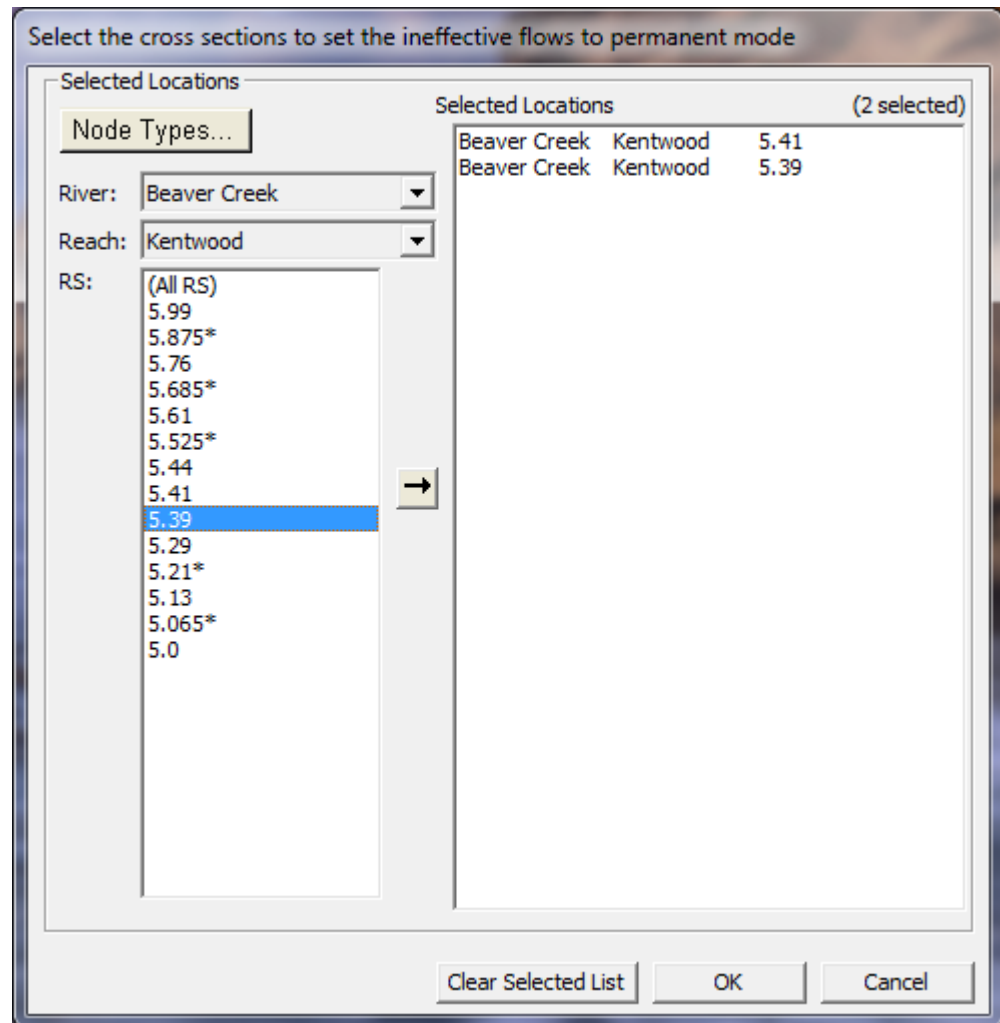 Select the cross sections to set the ineffective flows to permanent mode
Selected Locations
Node Types...
River: Beaver Creek
Reach: Kentwood
RS:
(All RS)
5.99
5.875*
5.76
5.685*
5.61
5.525*
5.44
5.41
5.39
5.29
5.21*
5.13
5.065*
5.0
Selected Locations (2 selected)
Beaver Creek Kentwood 5.41
Beaver Creek Kentwood 5.39
Clear Selected List OK Cancel